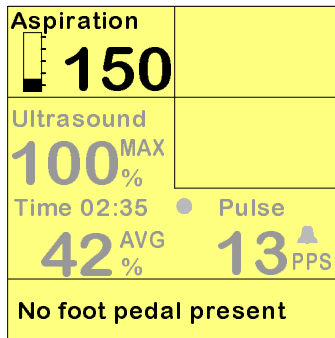 Aspiration
150
Ultrasound
100 MAX %
Time 02:35 Pulse
42 AVG % 13 PPS
No foot pedal present